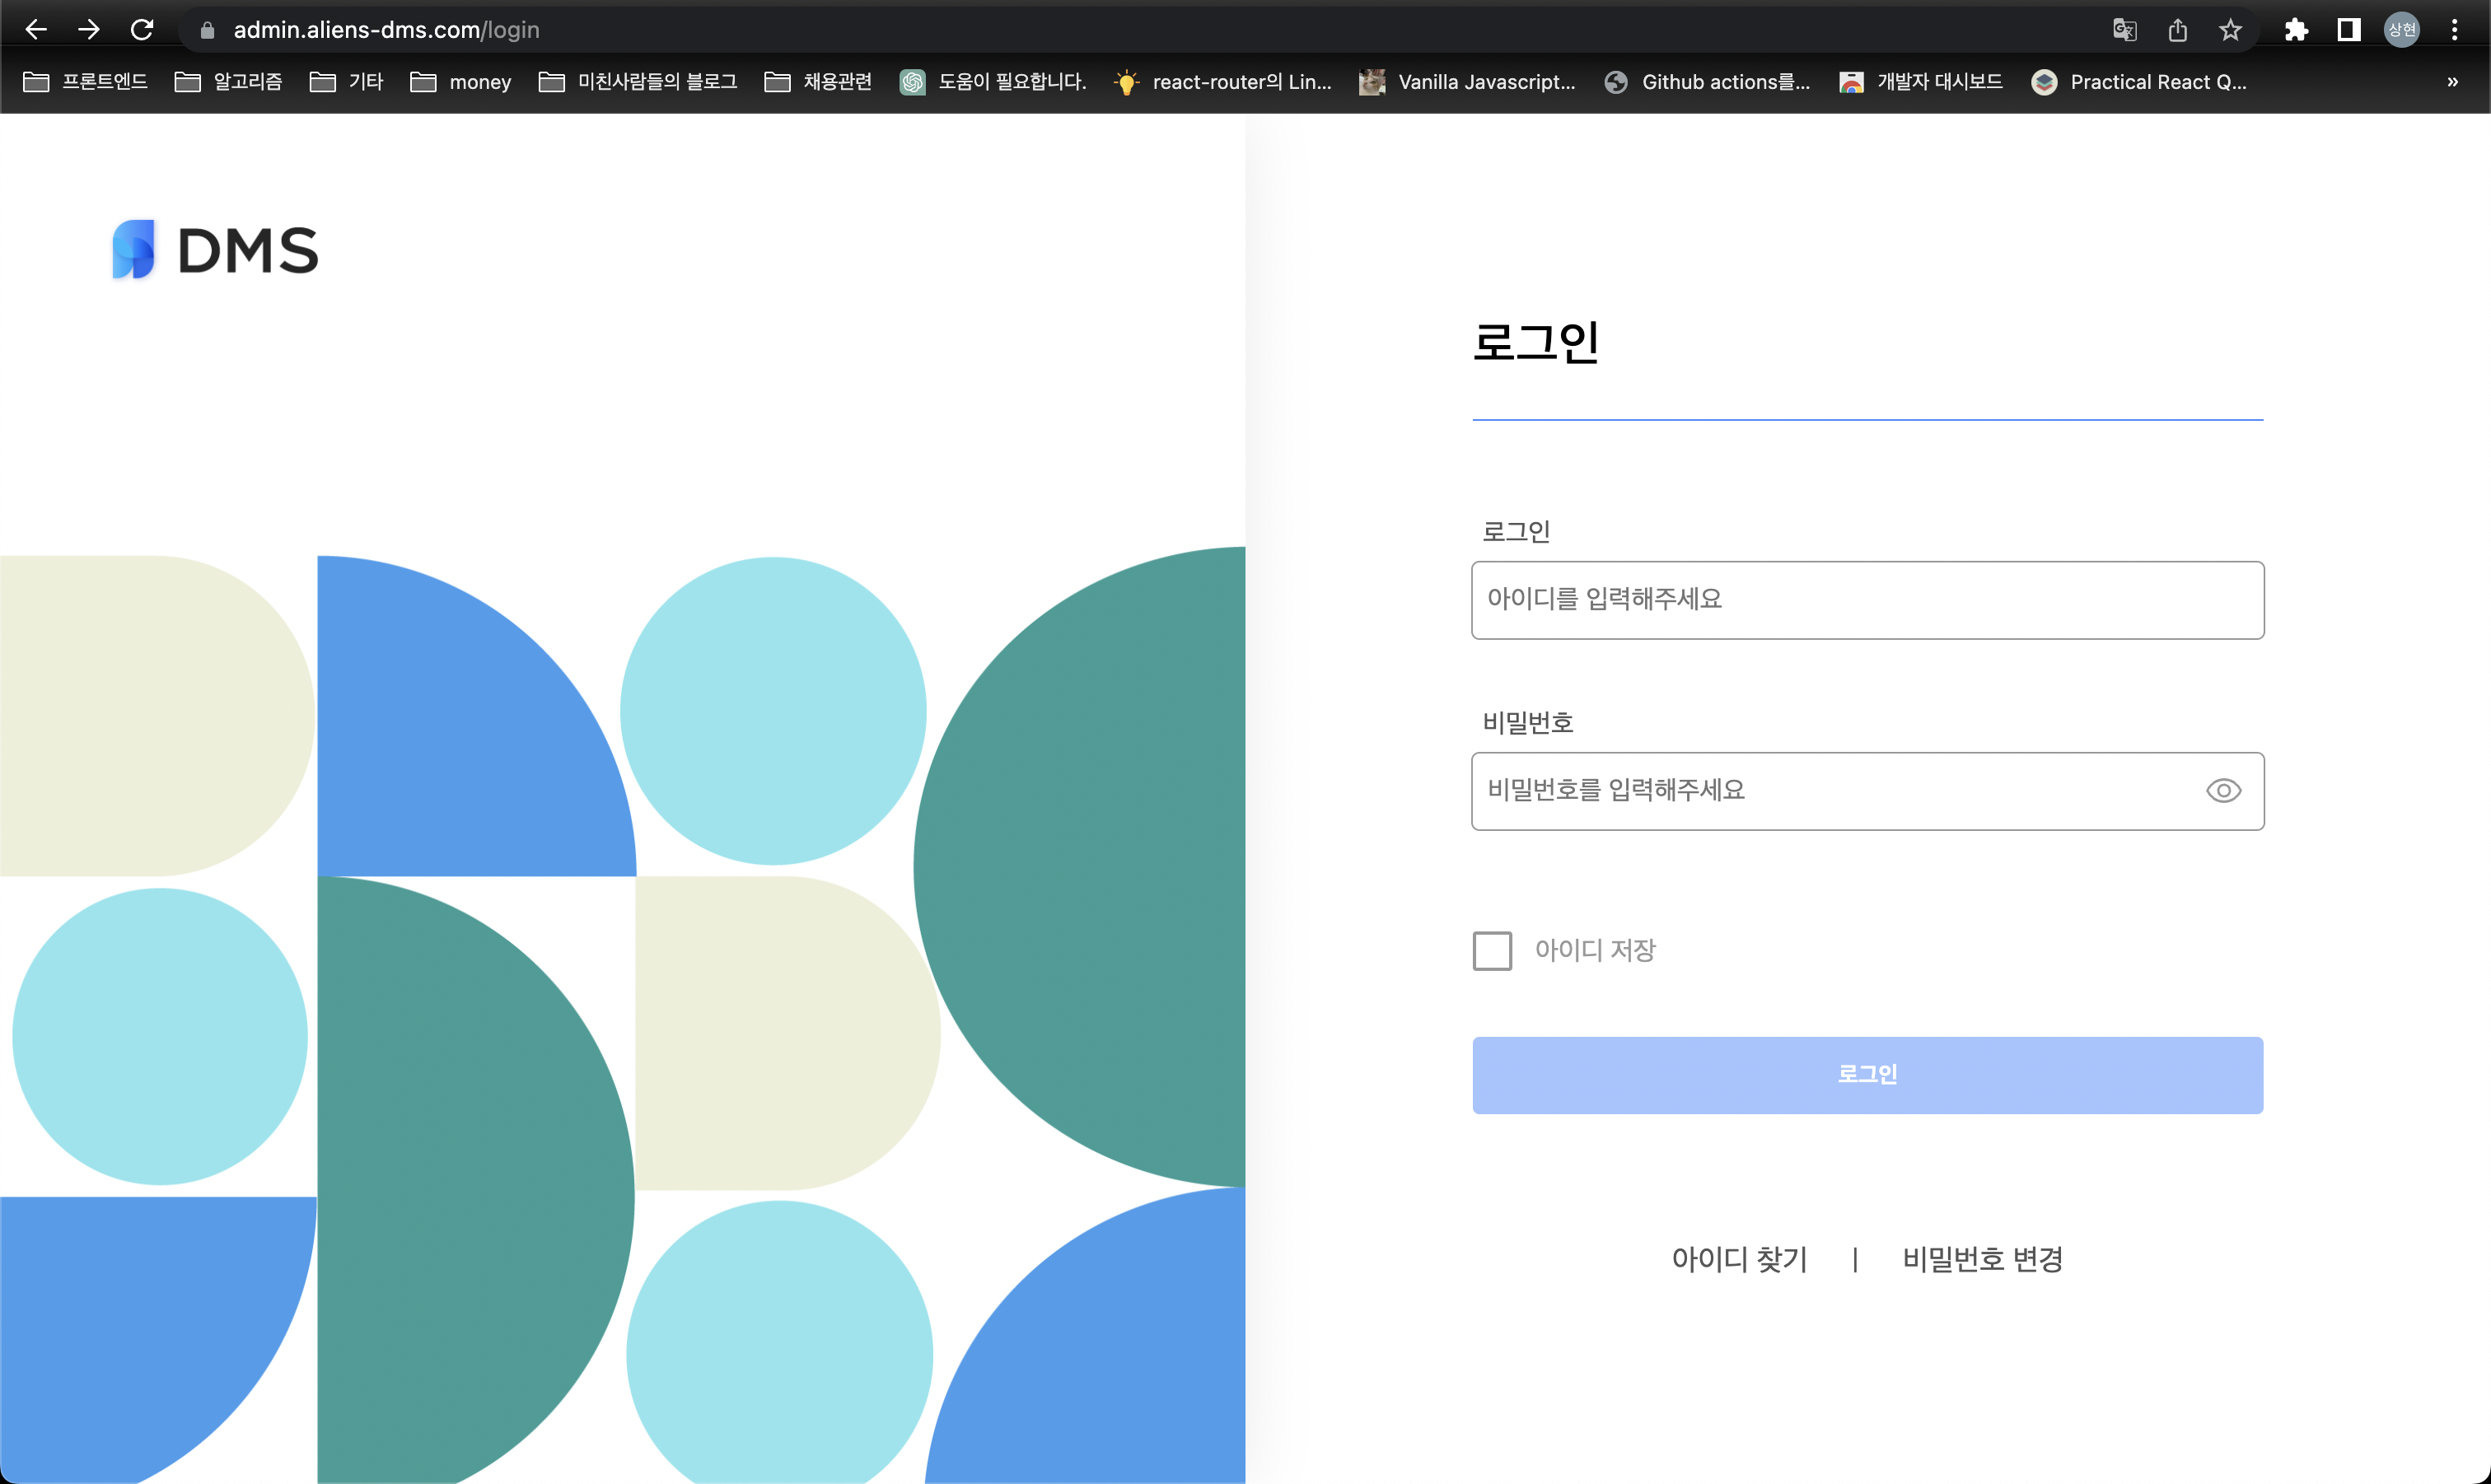 admin.aliens-dms.com/login
상현
프론트엔드 알고리즘 기타 money 미친사람들의 블로그 채용관련 도움이 필요합니다. react-router의 Lin... Vanilla Javascript... Github actions를... 개발자 대시보드 Practical React Q... »
DMS
로그인
로그인
아이디를 입력해주세요
비밀번호
비밀번호를 입력해주세요
아이디 저장
로그인
아이디 찾기 | 비밀번호 변경